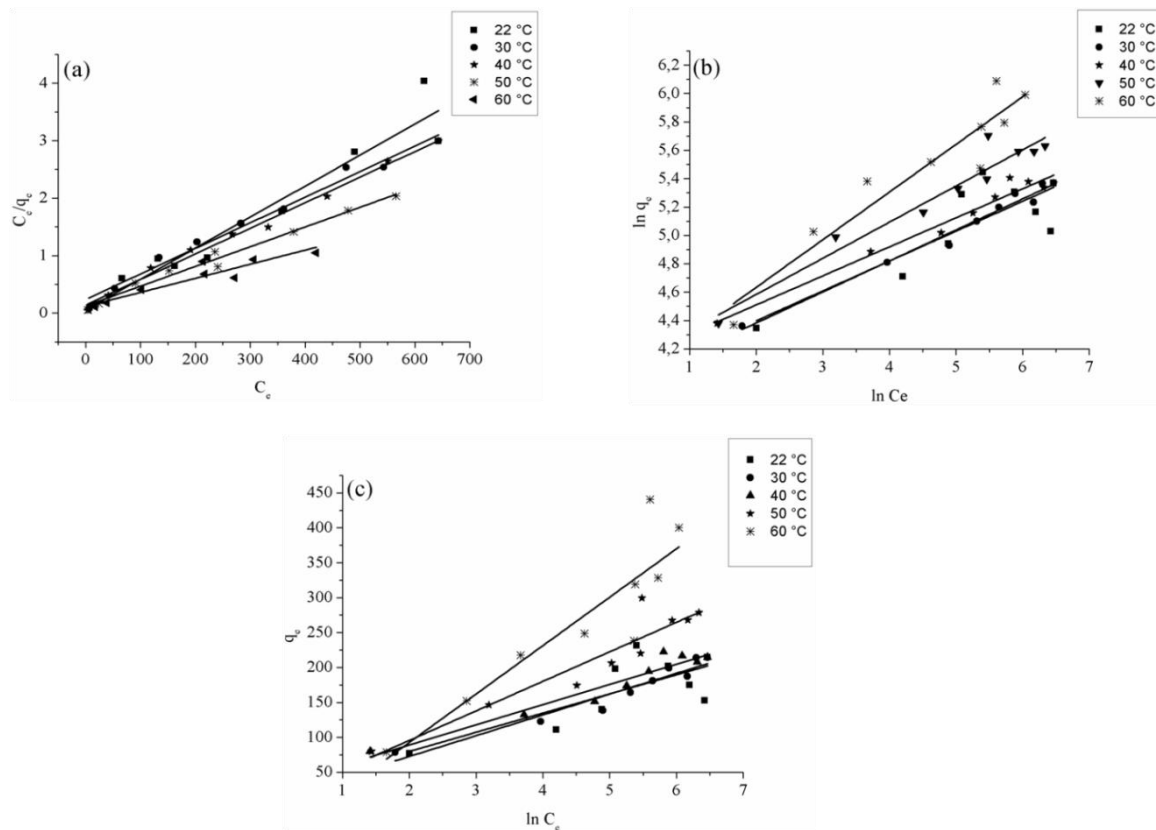 (a)
22 °C
30 °C
40 °C
50 °C
60 °C
C_e/q_e
4
3
2
1
0
0 100 200 300 400 500 600 700
C_e
(b)
22 °C
30 °C
40 °C
50 °C
60 °C
ln q_e
6,2
6,0
5,8
5,6
5,4
5,2
5,0
4,8
4,6
4,4
4,2
1 2 3 4 5 6 7
ln Ce
(c)
22 °C
30 °C
40 °C
50 °C
60 °C
q_e
450
400
350
300
250
200
150
100
50
1 2 3 4 5 6 7
ln C_e